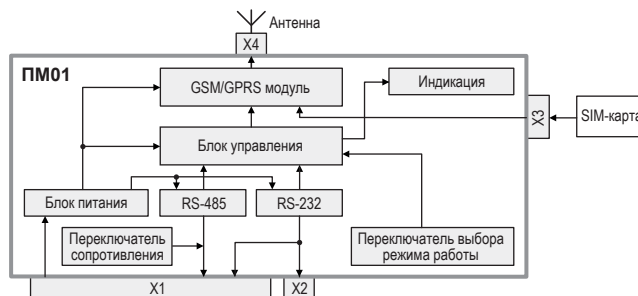 Антенна
X4
ПМ01
GSM/GPRS модуль
Индикация
X3
SIM-карта
Блок управления
Блок питания
RS-485
RS-232
Переключатель
сопротивления
Переключатель выбора
режима работы
X1
X2